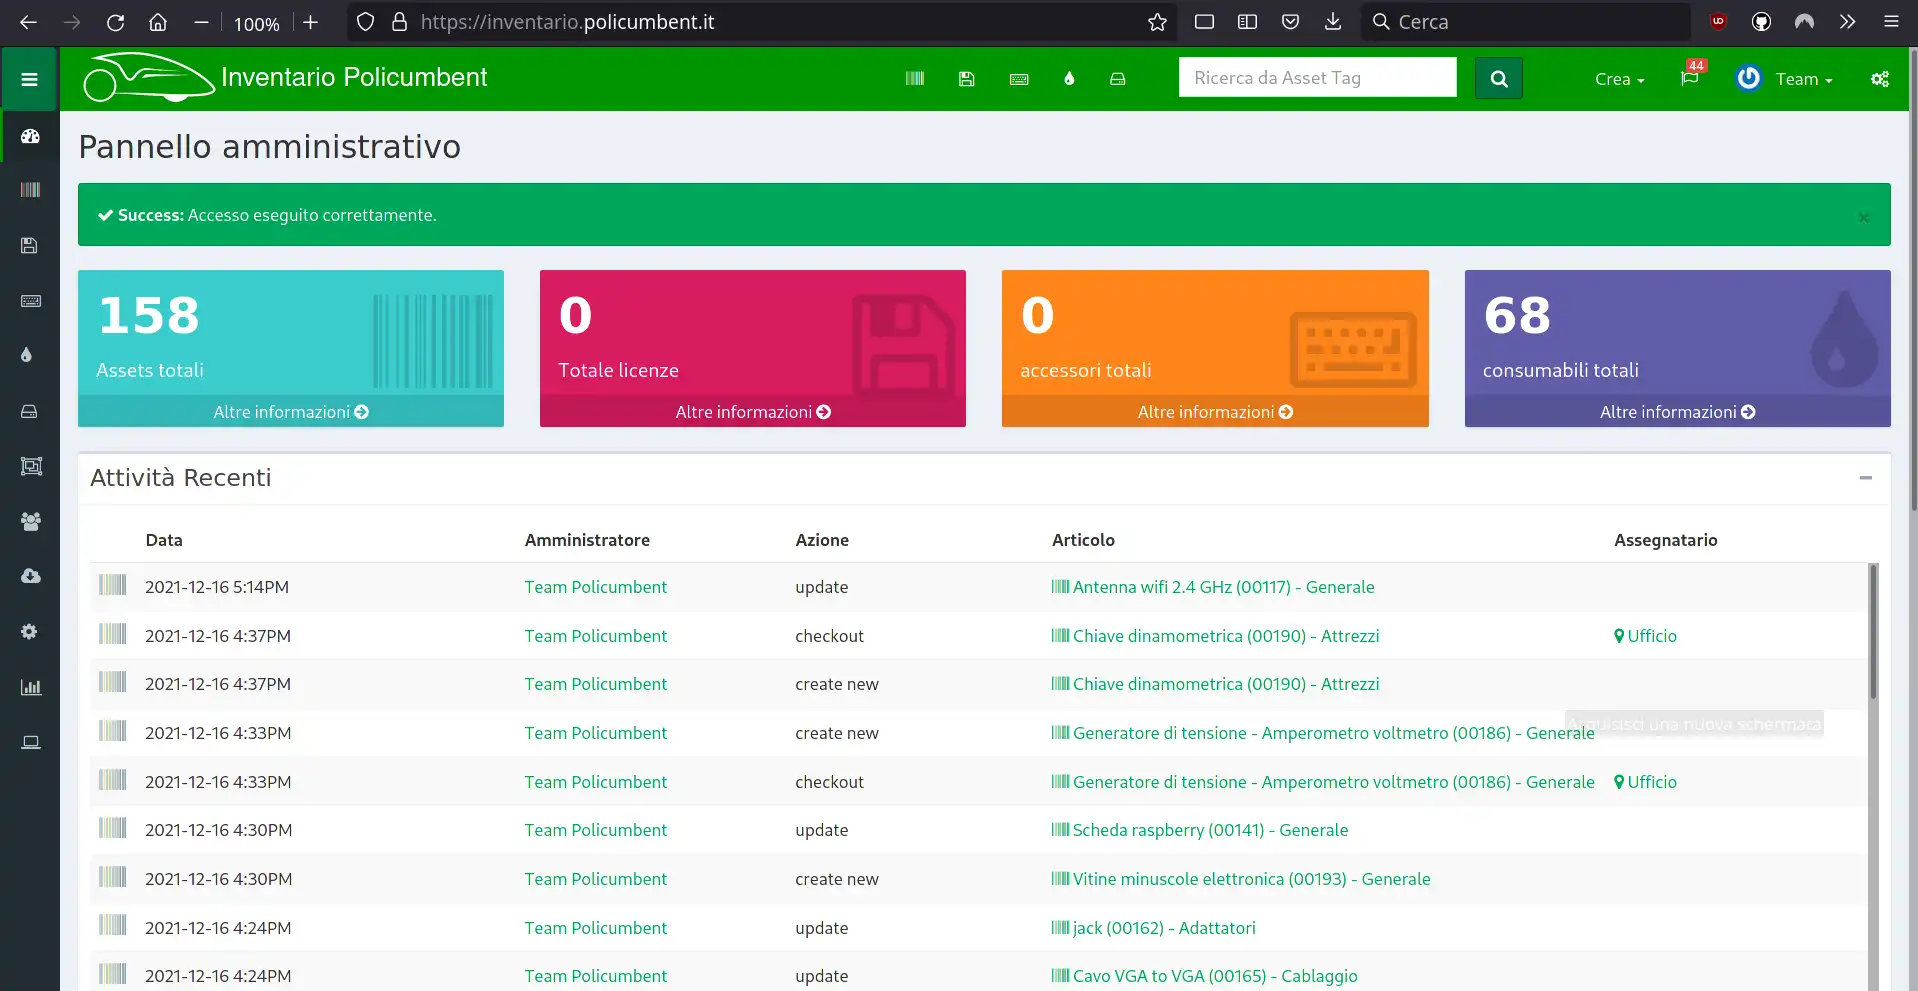 100%
https://inventario.policumbent.it
Cerca
Inventario Policumbent
Ricerca da Asset Tag
Crea
44
Team
Pannello amministrativo
Success: Accesso eseguito correttamente.
×
158
Assets totali
Altre informazioni
0
Totale licenze
Altre informazioni
0
accessori totali
Altre informazioni
68
consumabili totali
Altre informazioni
Attività Recenti
Data Amministratore Azione Articolo Assegnatario
2021-12-16 5:14PM Team Policumbent update Antenna wifi 2.4 GHz (00117) - Generale
2021-12-16 4:37PM Team Policumbent checkout Chiave dinamometrica (00190) - Attrezzi Ufficio
2021-12-16 4:37PM Team Policumbent create new Chiave dinamometrica (00190) - Attrezzi
Acquisisci una nuova schermata
2021-12-16 4:33PM Team Policumbent create new Generatore di tensione - Amperometro voltmetro (00186) - Generale
2021-12-16 4:33PM Team Policumbent checkout Generatore di tensione - Amperometro voltmetro (00186) - Generale Ufficio
2021-12-16 4:30PM Team Policumbent update Scheda raspberry (00141) - Generale
2021-12-16 4:30PM Team Policumbent create new Vitine minuscole elettronica (00193) - Generale
2021-12-16 4:24PM Team Policumbent update jack (00162) - Adattatori
2021-12-16 4:24PM Team Policumbent update Cavo VGA to VGA (00165) - Cablaggio